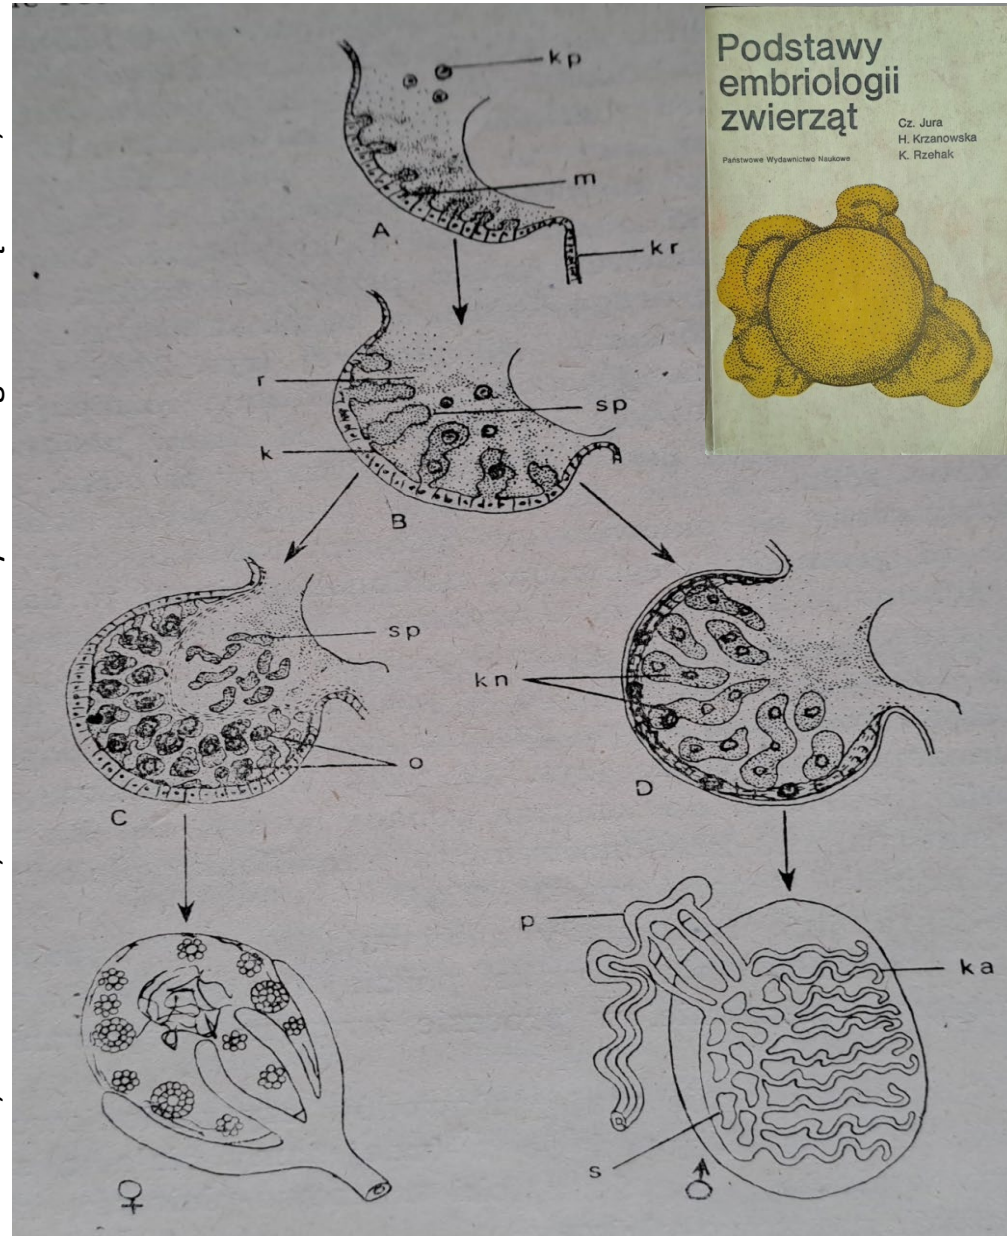 kp
m
A
kr
r
sp
k
B
sp
kn
o
C
D
p
ka
s
♀
♂
Podstawy
embriologii
zwierząt
Cz. Jura
H. Krzanowska
K. Rzehak
Państwowe Wydawnictwo Naukowe